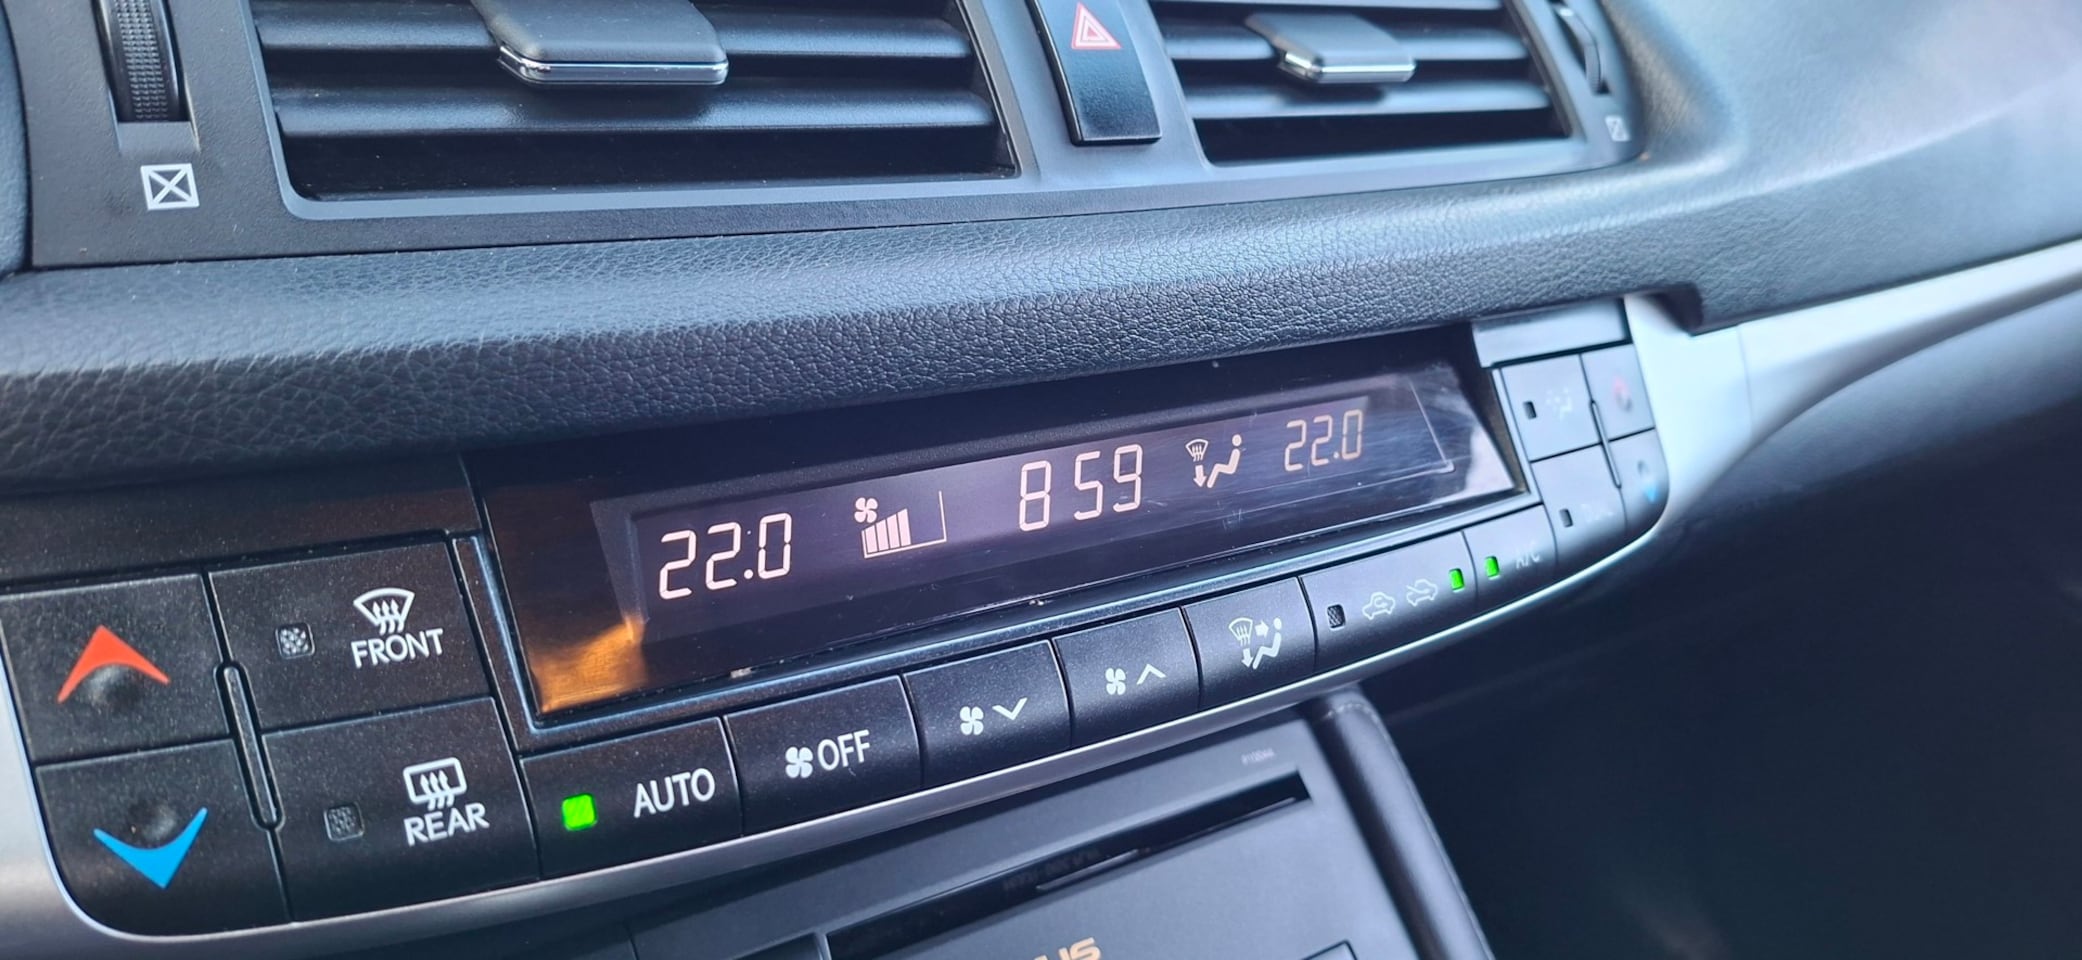 22.0 8 59 22.0
FRONT
REAR
AUTO
OFF
A/C